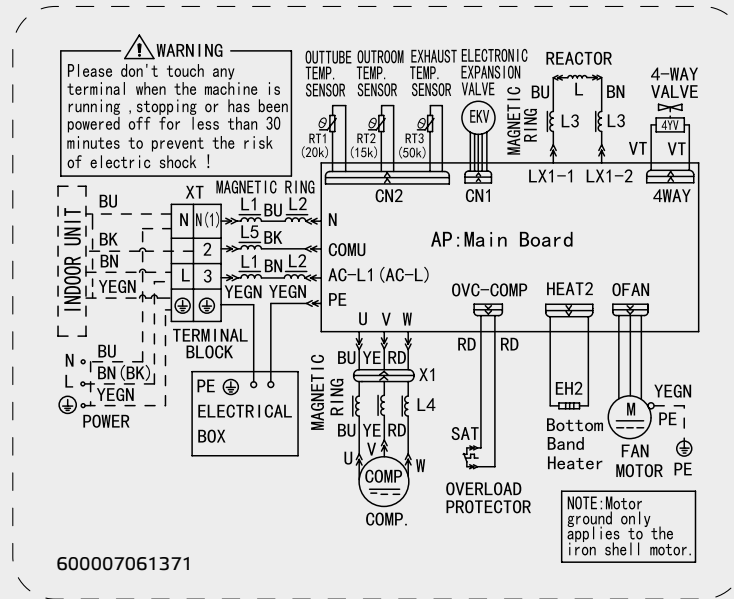 WARNING
Please don't touch any
terminal when the machine is
running ,stopping or has been
powered off for less than 30
minutes to prevent the risk
of electric shock !
OUTTUBE
TEMP.
SENSOR
OUTROOM
TEMP.
SENSOR
EXHAUST
TEMP.
SENSOR
ELECTRONIC
EXPANSION
VALVE
REACTOR
4-WAY
VALVE
BU
L
BN
MAGNETIC
RING
EKV
L3
L3
4YV
VT
VT
θ
RT1
(20k)
θ
RT2
(15k)
θ
RT3
(50k)
CN2
CN1
LX1-1
LX1-2
4WAY
INDOOR UNIT
BU
BK
BN
YEGN
XT
N
N(1)
2
L
3
TERMINAL
BLOCK
MAGNETIC RING
L1
BU
L2
L5
BK
L1
BN
L2
YEGN
YEGN
N
COMU
AC-L1(AC-L)
PE
AP:Main Board
OVC-COMP
HEAT2
OFAN
U
V
W
N
BU
L
BN(BK)
YEGN
POWER
PE
ELECTRICAL
BOX
MAGNETIC
RING
BU
YE
RD
X1
L4
BU
YE
RD
U
V
W
COMP
COMP.
RD
RD
SAT
OVERLOAD
PROTECTOR
EH2
Bottom
Band
Heater
M
YEGN
PE
FAN
MOTOR
PE
NOTE:Motor
ground only
applies to the
iron shell motor.
600007061371